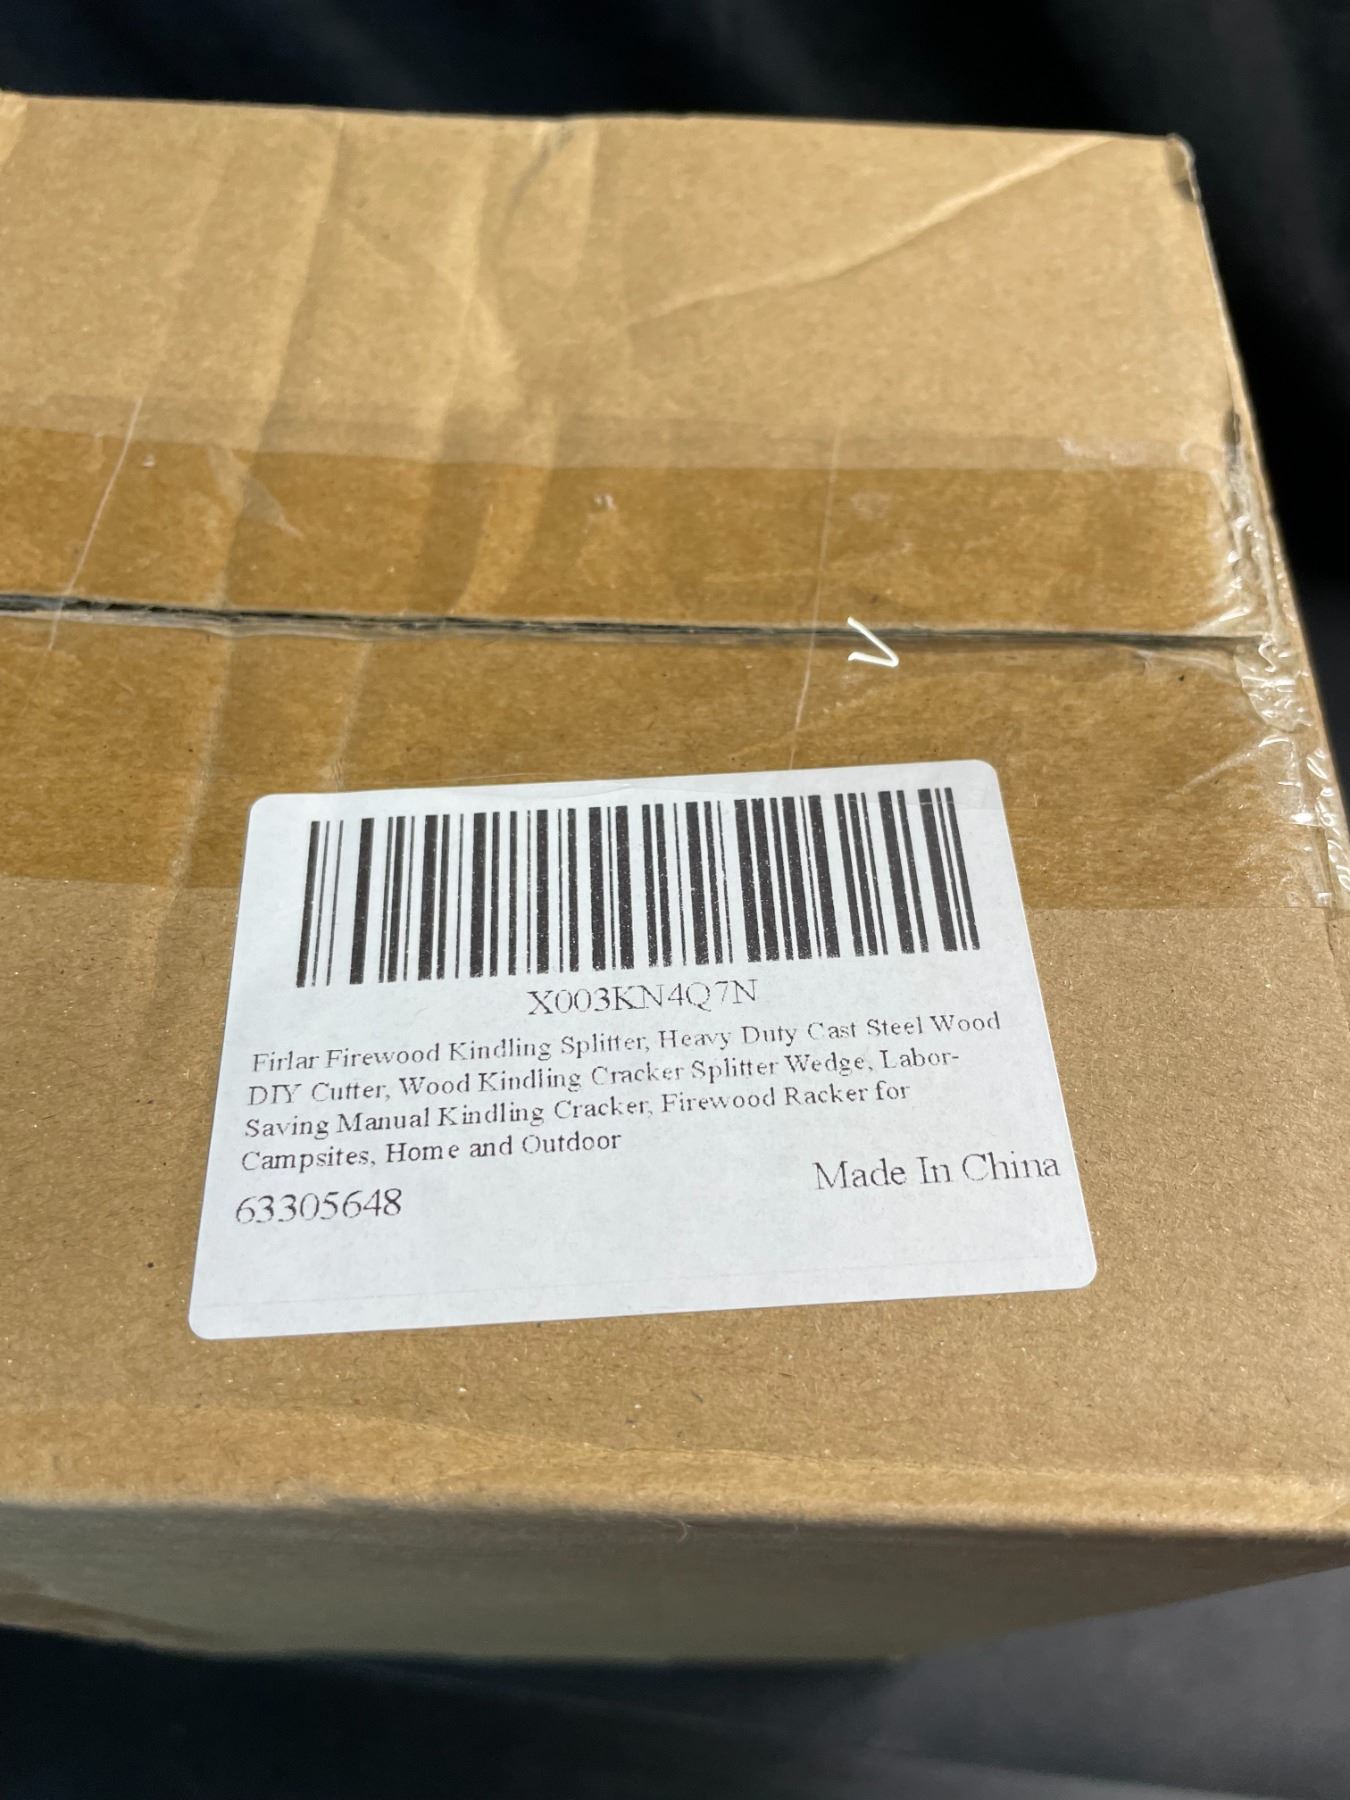 X003KN4Q7N
Firlar Firewood Kindling Splitter, Heavy Duty Cast Steel Wood
DIY Cutter, Wood Kindling Cracker Splitter Wedge, Labor-
Saving Manual Kindling Cracker, Firewood Racker for
Campsites, Home and Outdoor
63305648
Made In China